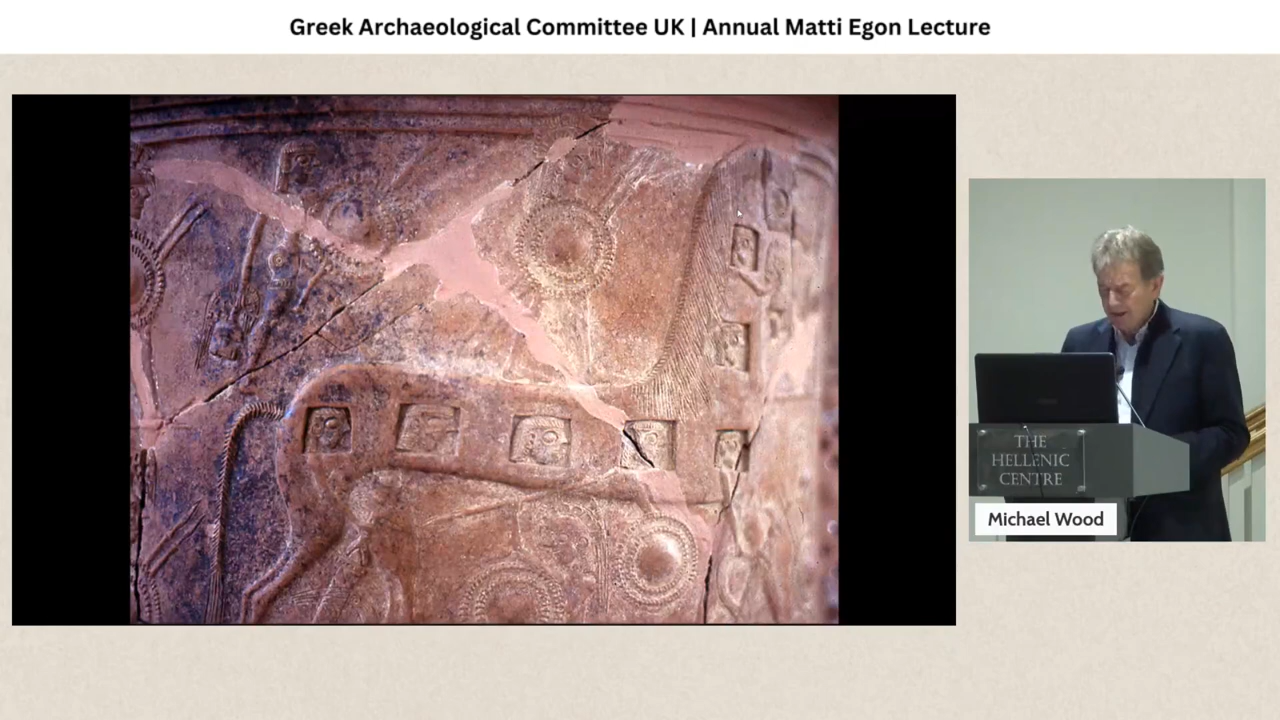 Greek Archaeological Committee UK | Annual Matti Egon Lecture
THE
HELLENIC
CENTRE
Michael Wood